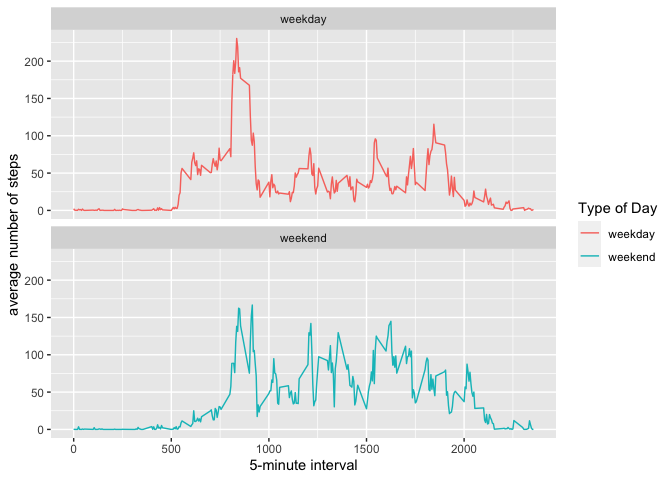 weekday
200
150
100
50
0
weekend
200
150
100
50
0
0
500
1000
1500
2000
5-minute interval
average number of steps
Type of Day
weekday
weekend